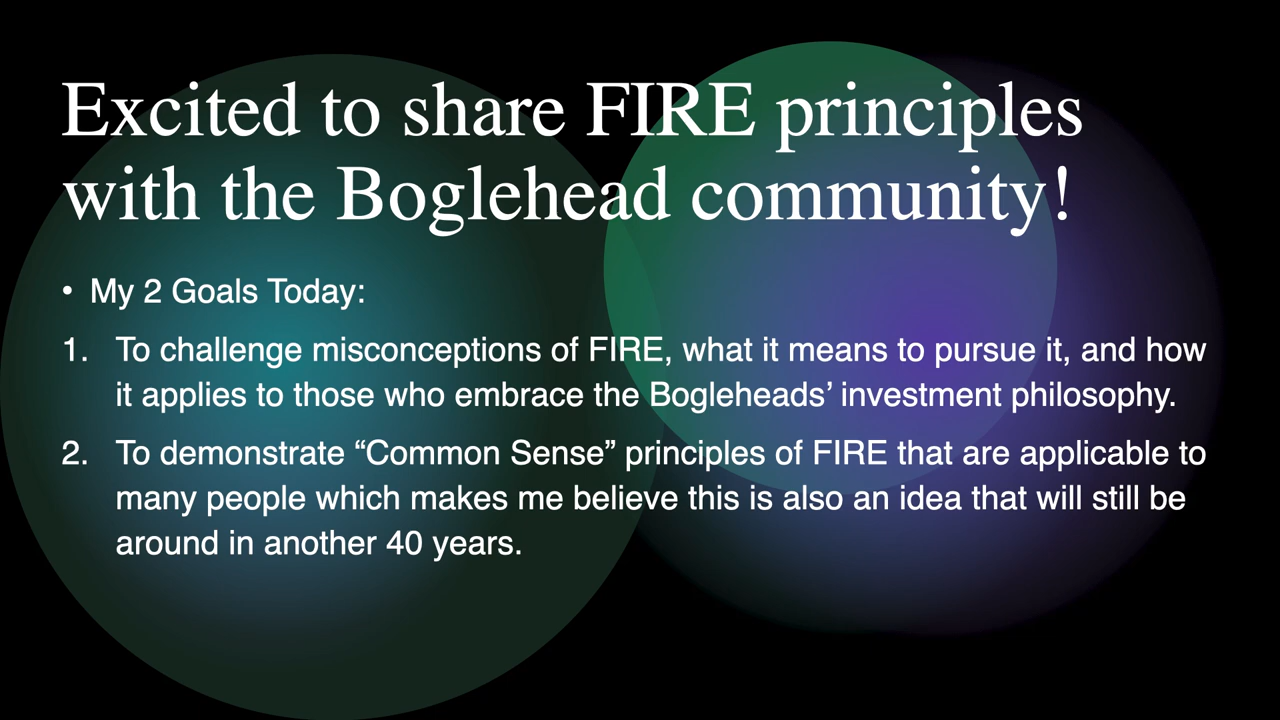 Excited to share FIRE principles
with the Boglehead community!
• My 2 Goals Today:
1. To challenge misconceptions of FIRE, what it means to pursue it, and how
it applies to those who embrace the Bogleheads’ investment philosophy.
2. To demonstrate “Common Sense” principles of FIRE that are applicable to
many people which makes me believe this is also an idea that will still be
around in another 40 years.